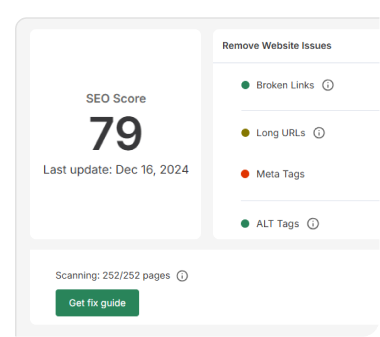 SEO Score
79
Last update: Dec 16, 2024
Remove Website Issues
Broken Links
Long URLs
Meta Tags
ALT Tags
Scanning: 252/252 pages
Get fix guide